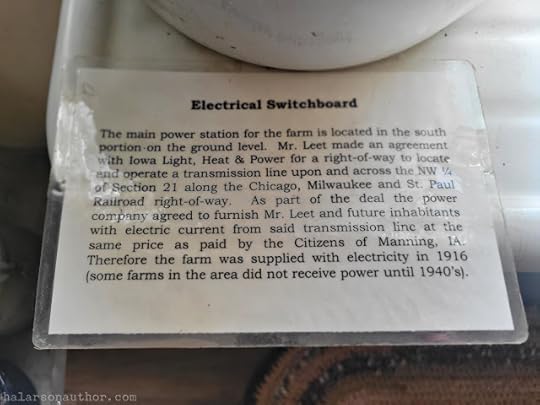 Electrical Switchboard
The main power station for the farm is located in the south
portion on the ground level. Mr. Leet made an agreement
with Iowa Light, Heat & Power for a right-of-way to locate
and operate a transmission line upon and across the NW ¼
of Section 21 along the Chicago, Milwaukee and St. Paul
Railroad right-of-way. As part of the deal the power
company agreed to furnish Mr. Leet and future inhabitants
with electric current from said transmission line at the
same price as paid by the Citizens of Manning, IA.
Therefore the farm was supplied with electricity in 1916
(some farms in the area did not receive power until 1940's).
halarsonauthor.com